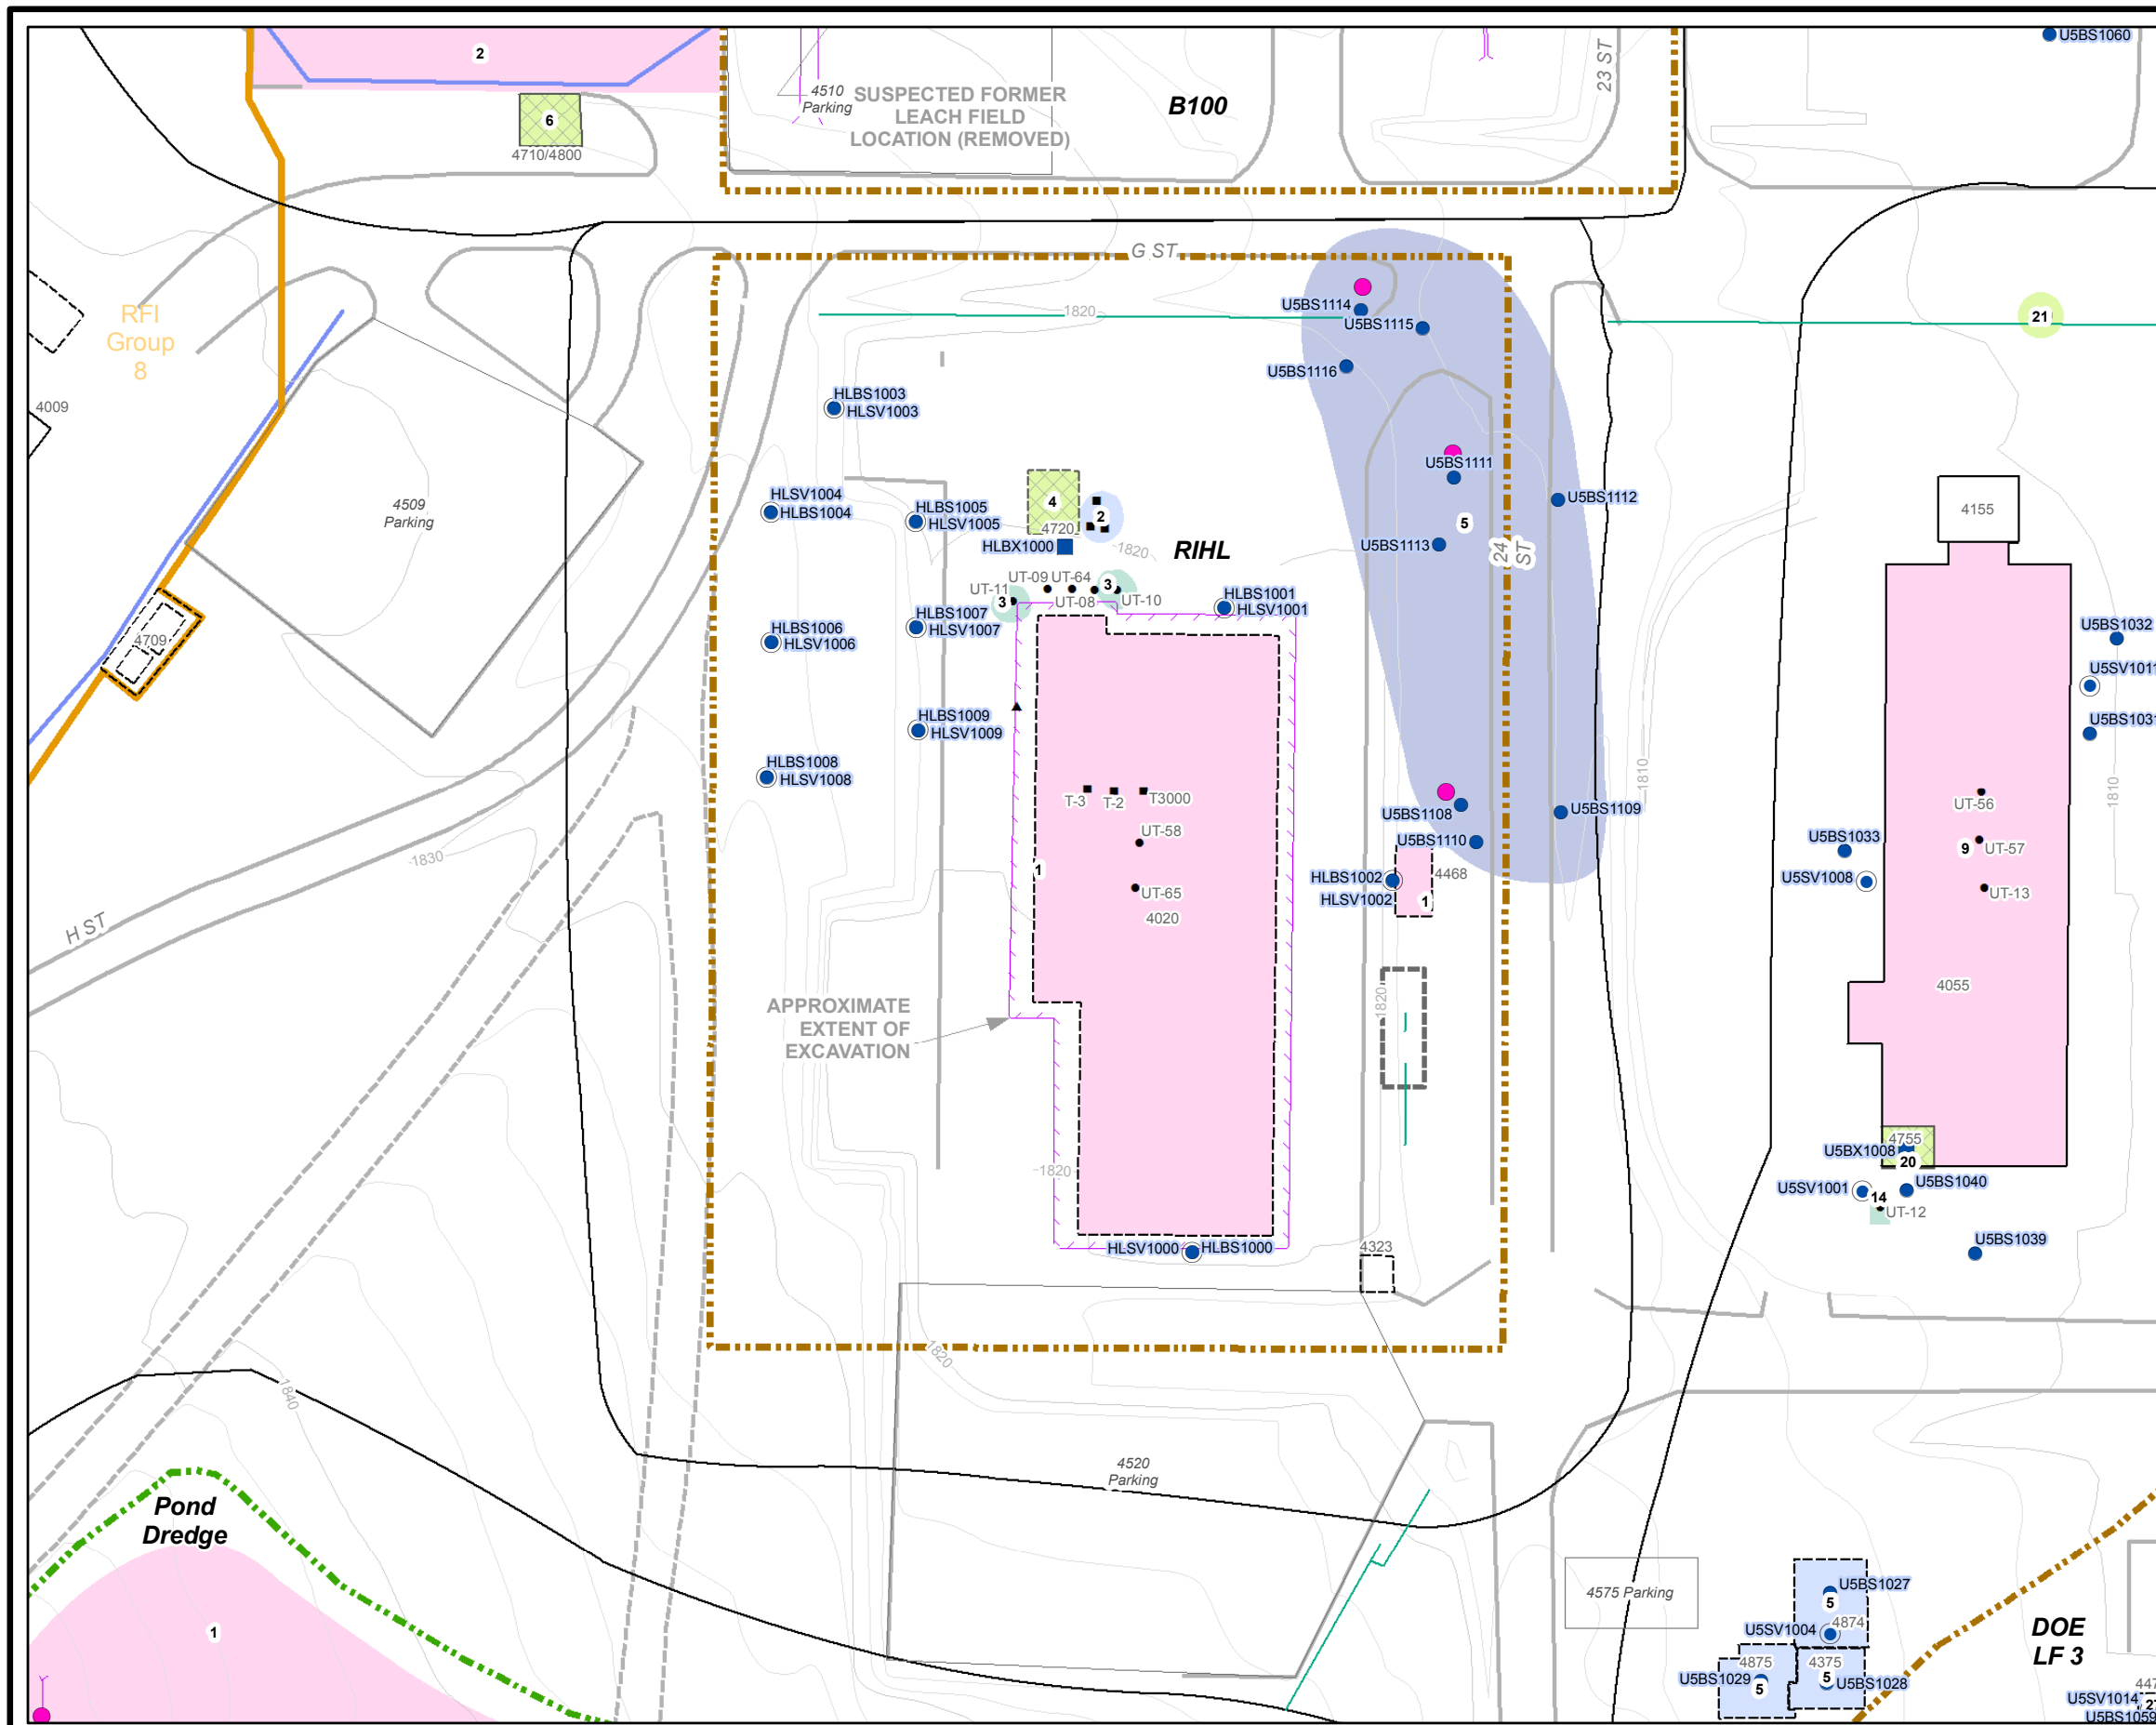 2
U5BS1060
23 ST
4510
Parking
SUSPECTED FORMER
LEACH FIELD
LOCATION (REMOVED)
B100
6
4710/4800
G ST
RFI
Group
8
1820
U5BS1114
U5BS1115
21
U5BS1116
4009
HLBS1003
HLSV1003
U5BS1111
HLSV1004
HLBS1004
HLBS1005
HLSV1005
4
2
4720
U5BS1112
5
4509
Parking
4155
HLBX1000
1820
RIHL
U5BS1113
24
ST
UT-09
UT-64
3
UT-11
3
UT-08
UT-10
HLBS1001
HLSV1001
HLBS1007
HLSV1007
HLBS1006
HLSV1006
4709
U5BS1032
U5SV1011
HLBS1009
HLSV1009
U5BS1031
HLBS1008
HLSV1008
1810
1810
T-3
T-2
T3000
UT-56
U5BS1108
U5BS1109
UT-58
U5BS1110
U5BS1033
9
UT-57
1830
1
HLBS1002
4468
U5SV1008
UT-65
HLSV1002
1
UT-13
4020
H ST
4055
APPROXIMATE
EXTENT OF
EXCAVATION
1820
4755
U5BX1008
20
1820
U5SV1001
14
U5BS1040
UT-12
HLSV1000
HLBS1000
4323
U5BS1039
1820
1840
4520
Parking
Pond
Dredge
4575 Parking
U5BS1027
5
4874
U5SV1004
1
DOE
LF 3
4875
4375
U5BS1029
5
5
U5BS1028
447
U5SV1014
2
U5BS1059